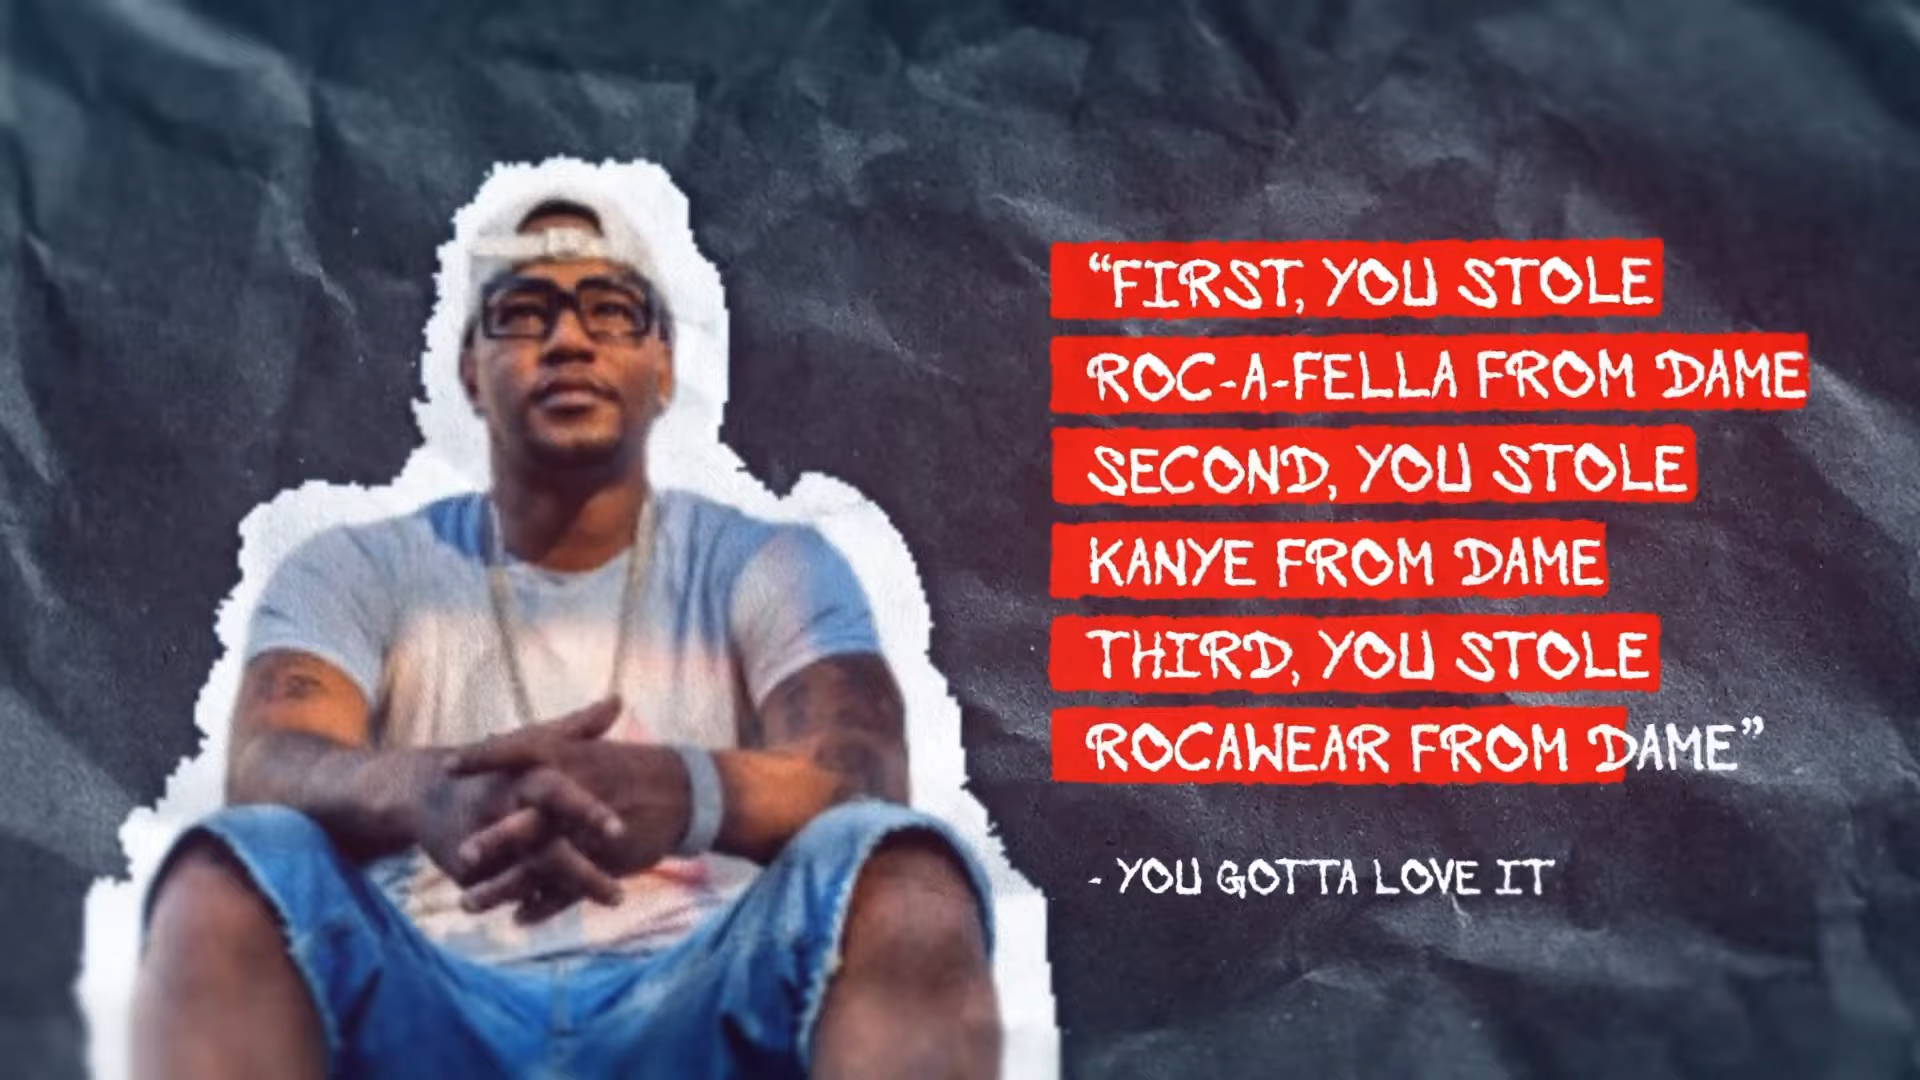 “FIRST, YOU STOLE
ROC-A-FELLA FROM DAME
SECOND, YOU STOLE
KANYE FROM DAME
THIRD, YOU STOLE
ROCAWEAR FROM DAME”
- YOU GOTTA LOVE IT